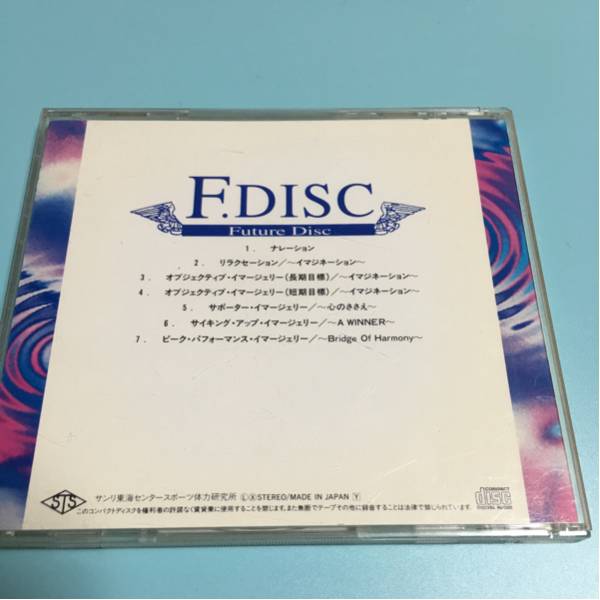 F.DISC
Future Disc
1. ナレーション
2. リラクセーション/〜イマジネーション〜
3. オブジェクティブ・イマージェリー(長期目標)/〜イマジネーション〜
4. オブジェクティブ・イマージェリー(短期目標)/〜イマジネーション〜
5. サポーター・イマージェリー/〜心のささえ〜
6. サイキング・アップ・イマージェリー/〜A WINNER〜
7. ピーク・パフォーマンス・イマージェリー/〜Bridge Of Harmony〜
STS
サンリ東海センタースポーツ体力研究所 STEREO/MADE IN JAPAN Y
COMPACT
disc
DIGITAL AUDIO
このコンパクトディスクを権利者の許諾なく賃貸業に使用することを禁じます。また無断でテープその他に録音することは法律で禁じられています。